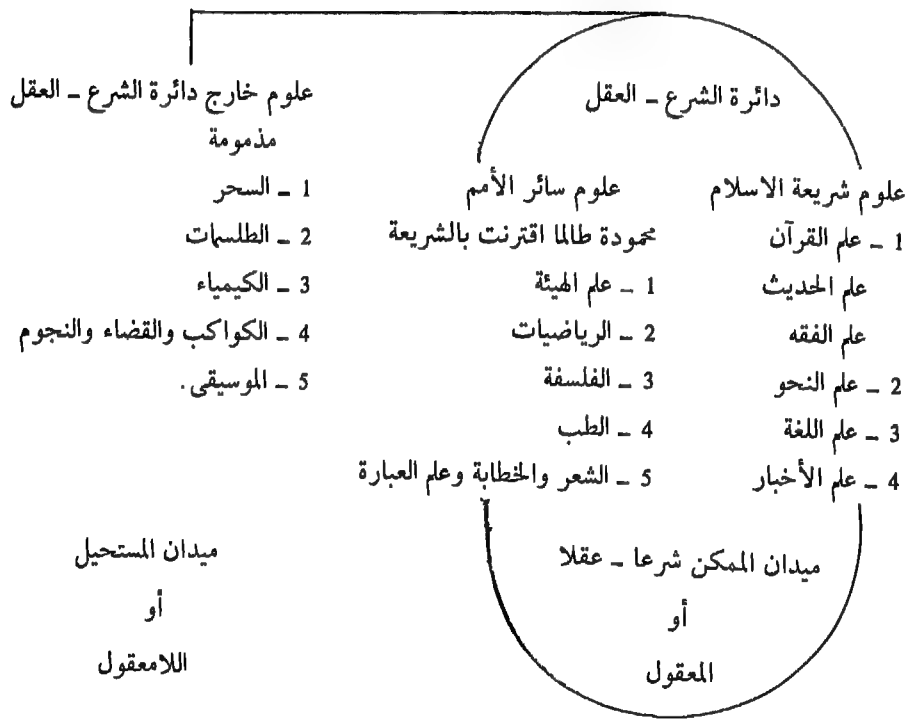 دائرة الشرع ـ العقل
علوم شريعة الاسلام
1 ـ علم القرآن
علم الحديث
علم الفقه
2 ـ علم النحو
3 ـ علم اللغة
4 ـ علم الأخبار
علوم سائر الأمم
محمودة طالما اقترنت بالشريعة
1 ـ علم الهيئة
2 ـ الرياضيات
3 ـ الفلسفة
4 ـ الطب
5 ـ الشعر والخطابة وعلم العبارة
ميدان الممكن شرعا ـ عقلا
أو
المعقول
علوم خارج دائرة الشرع ـ العقل
مذمومة
1 ـ السحر
2 ـ الطلسمات
3 ـ الكيمياء
4 ـ الكواكب والقضاء والنجوم
5 ـ الموسيقى.
ميدان المستحيل
أو
اللامعقول